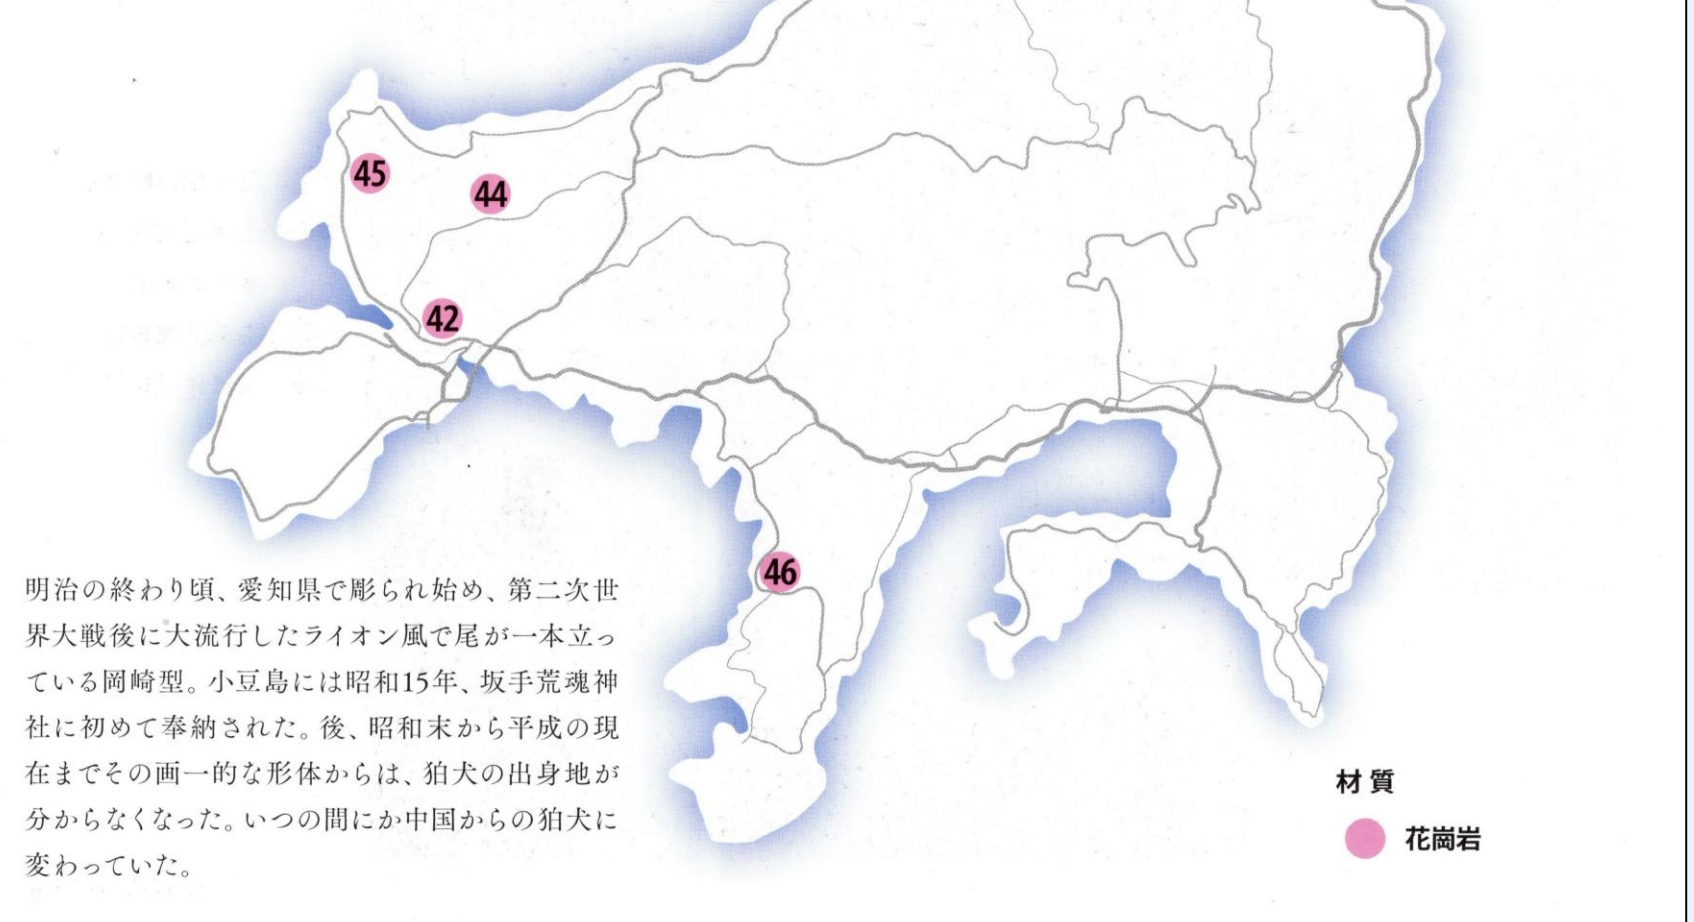 45
44
42
46
明治の終わり頃、愛知県で彫られ始め、第二次世
界大戦後に大流行したライオン風で尾が一本立っ
ている岡崎型。小豆島には昭和15年、坂手荒魂神
社に初めて奉納された。後、昭和末から平成の現
在までその画一的な形体からは、狛犬の出身地が
分からなくなった。いつの間にか中国からの狛犬に
変わっていた。
材質
花崗岩